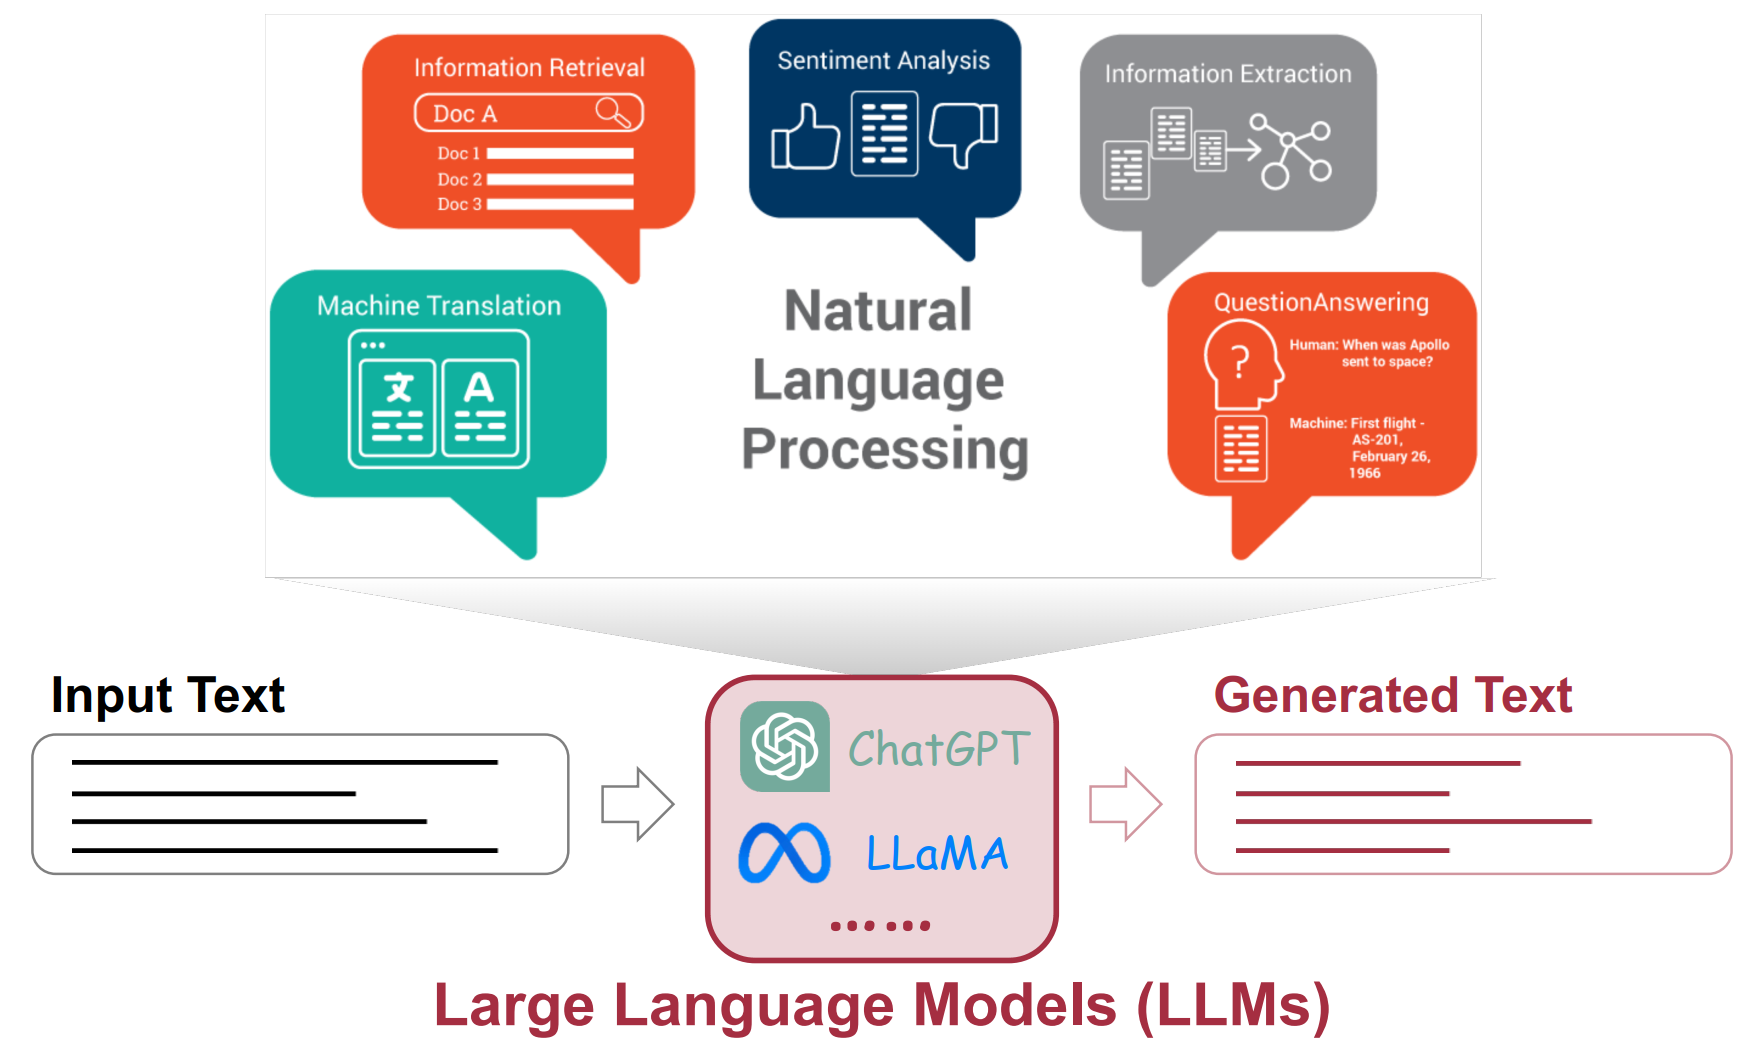 Information Retrieval
Doc A
Doc 1
Doc 2
Doc 3
Sentiment Analysis
Information Extraction
Machine Translation
文 A
Natural
Language
Processing
QuestionAnswering
?
Human: When was Apollo
sent to space?
Machine: First flight -
AS-201,
February 26,
1966
Input Text
ChatGPT
LLaMA
......
Generated Text
Large Language Models (LLMs)